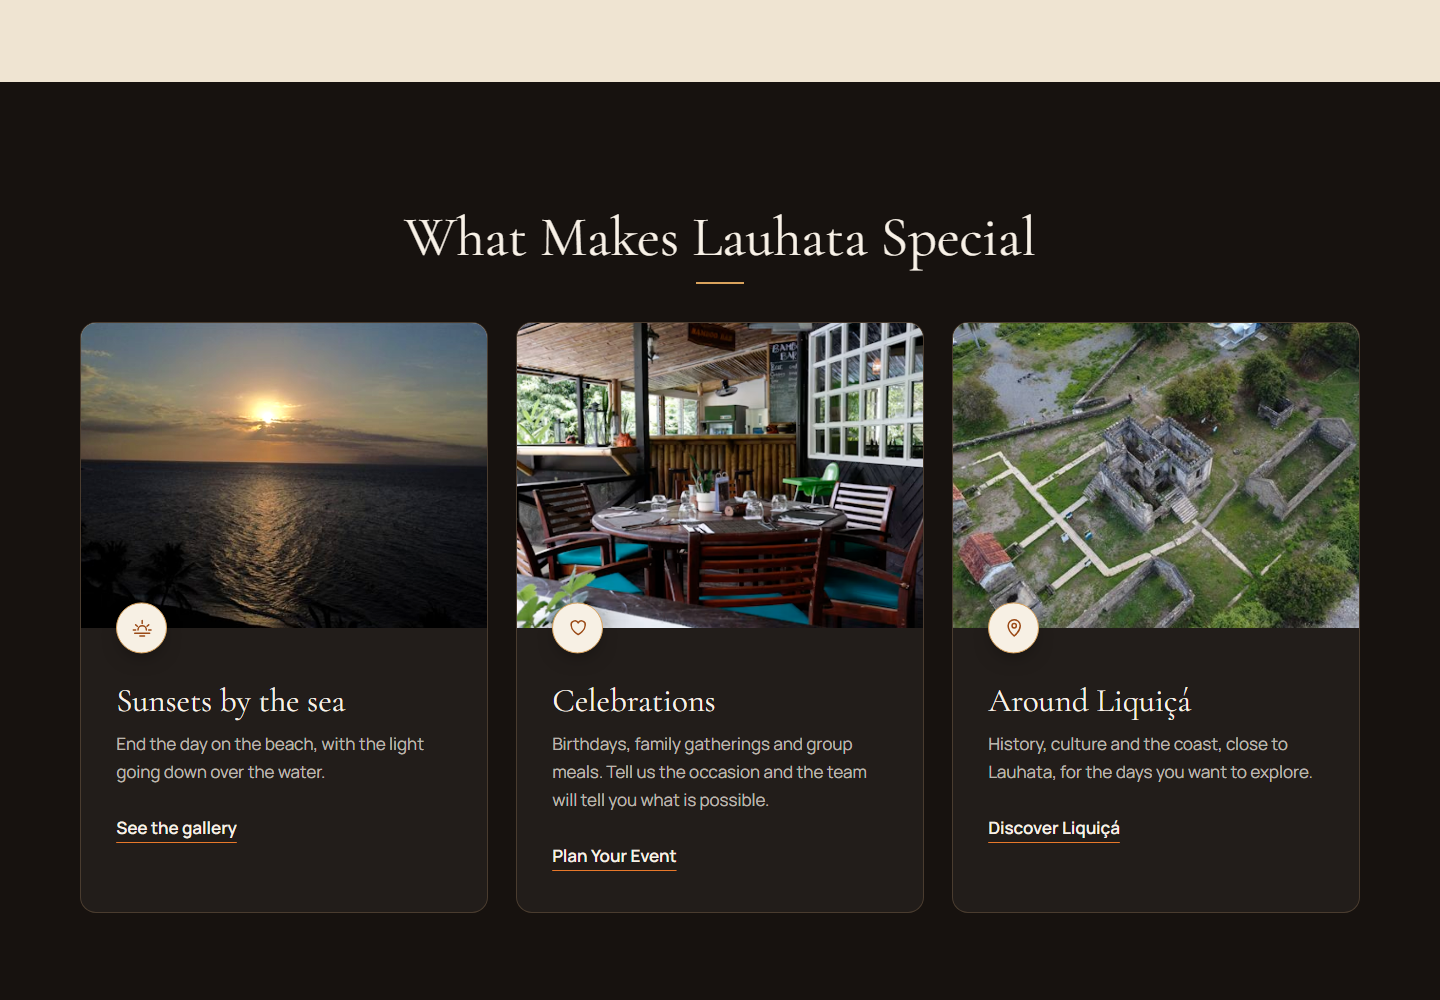 What Makes Lauhata Special
Sunsets by the sea
End the day on the beach, with the light
going down over the water.
See the gallery
Celebrations
Birthdays, family gatherings and group
meals. Tell us the occasion and the team
will tell you what is possible.
Plan Your Event
Around Liquiçá
History, culture and the coast, close to
Lauhata, for the days you want to explore.
Discover Liquiçá